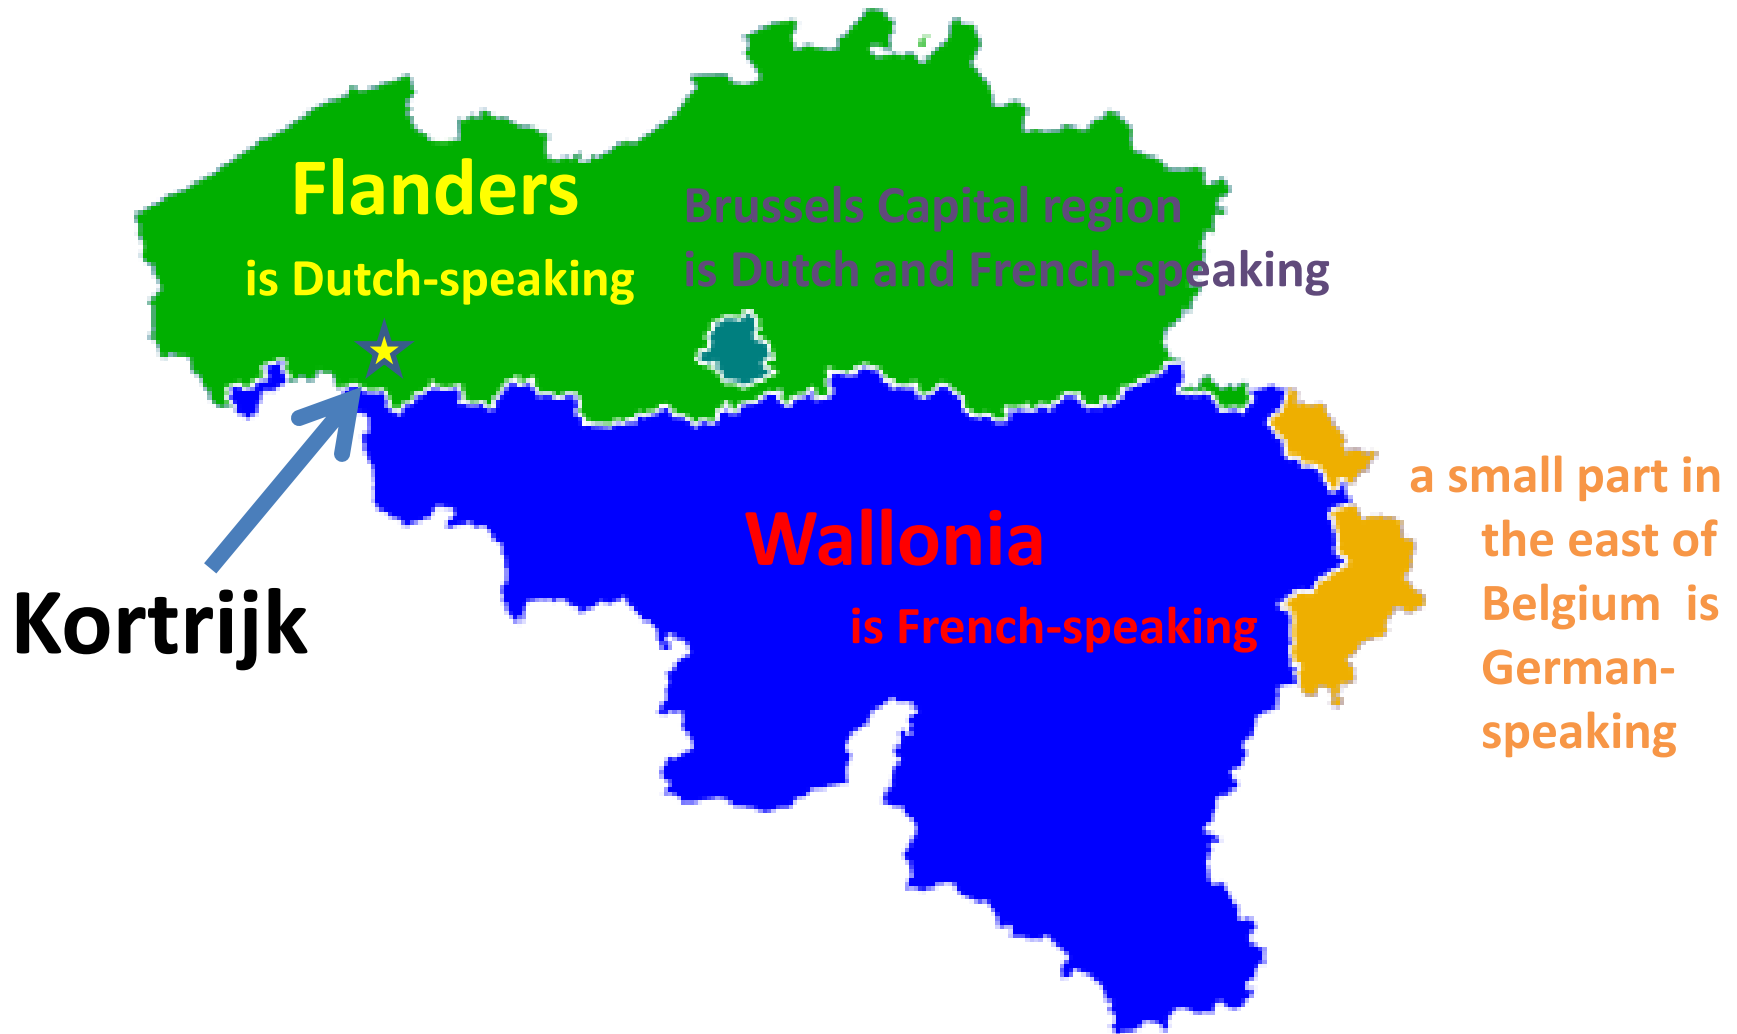 Flanders
is Dutch-speaking
Brussels Capital region
is Dutch and French-speaking
Kortrijk
Wallonia
is French-speaking
a small part in
the east of
Belgium is
German-
speaking